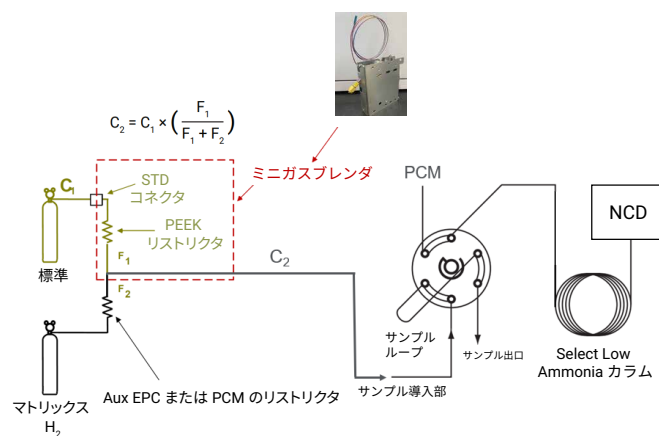 C₂ = C₁ × ( F₁ / F₁ + F₂ )
C₁
STD
コネクタ
ミニガスブレンダ
PCM
NCD
PEEK
リストリクタ
F₁
標準
C₂
F₂
サンプル
ループ
サンプル出口
Select Low
Ammonia カラム
Aux EPC または PCM のリストリクタ
サンプル導入部
マトリックス
H₂